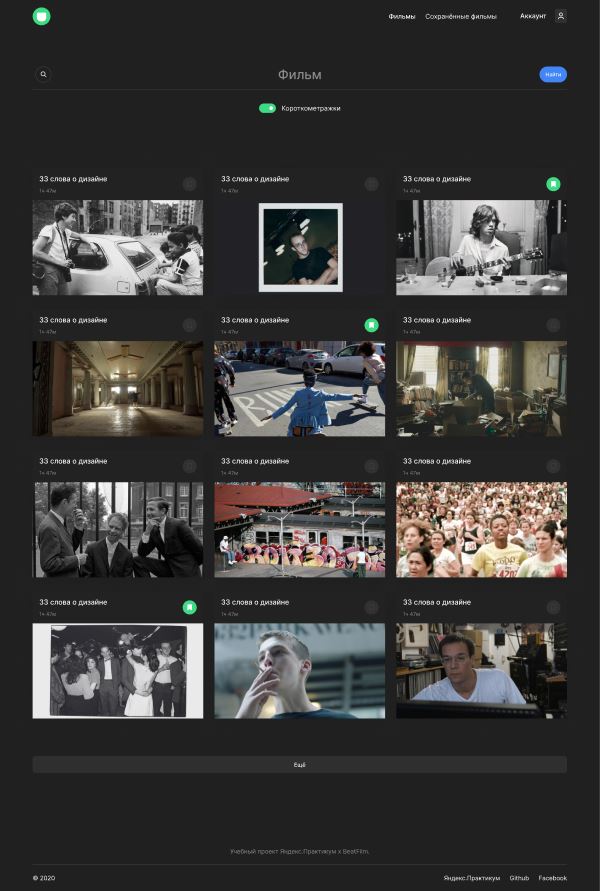 Фильмы Сохранённые фильмы Аккаунт
Фильм Найти
Короткометражки
33 слова о дизайне 33 слова о дизайне 33 слова о дизайне
1ч 47м 1ч 47м 1ч 47м
33 слова о дизайне 33 слова о дизайне 33 слова о дизайне
1ч 47м 1ч 47м 1ч 47м
33 слова о дизайне 33 слова о дизайне 33 слова о дизайне
1ч 47м 1ч 47м 1ч 47м
33 слова о дизайне 33 слова о дизайне 33 слова о дизайне
1ч 47м 1ч 47м 1ч 47м
Ещё
Учебный проект Яндекс.Практикум х BeatFilm.
© 2020 Яндекс.Практикум Github Facebook